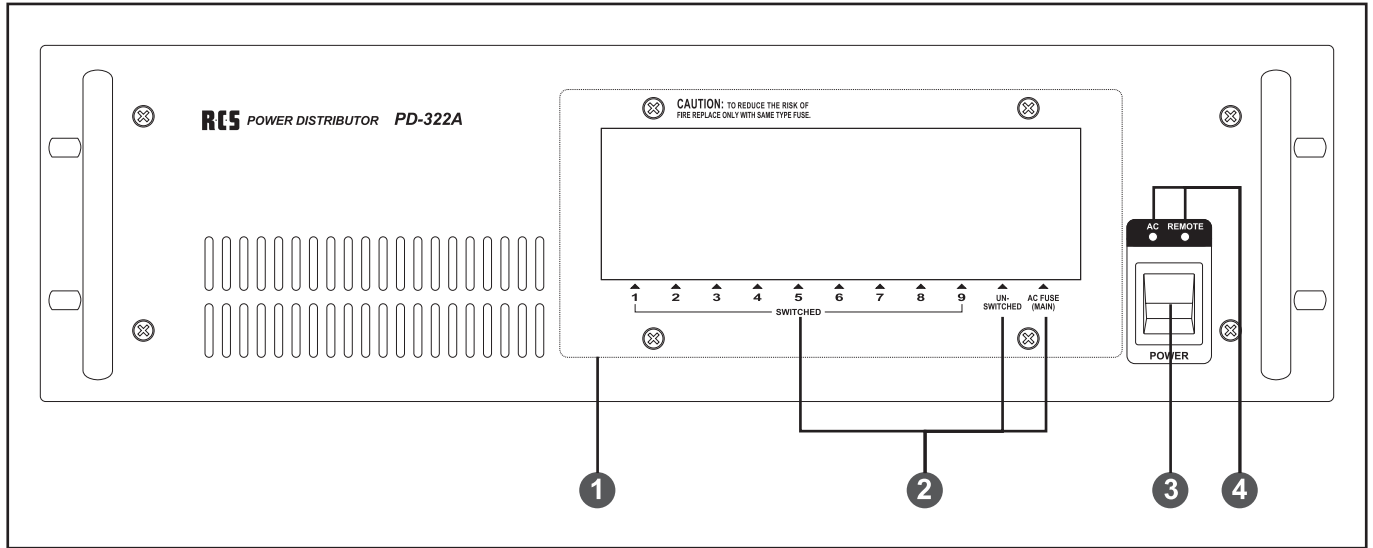 RCS POWER DISTRIBUTOR PD-322A
CAUTION: TO REDUCE THE RISK OF
FIRE REPLACE ONLY WITH SAME TYPE FUSE.
AC REMOTE
1 2 3 4 5 6 7 8 9 UN-
SWITCHED AC FUSE
(MAIN)
SWITCHED
POWER
1 2 3 4